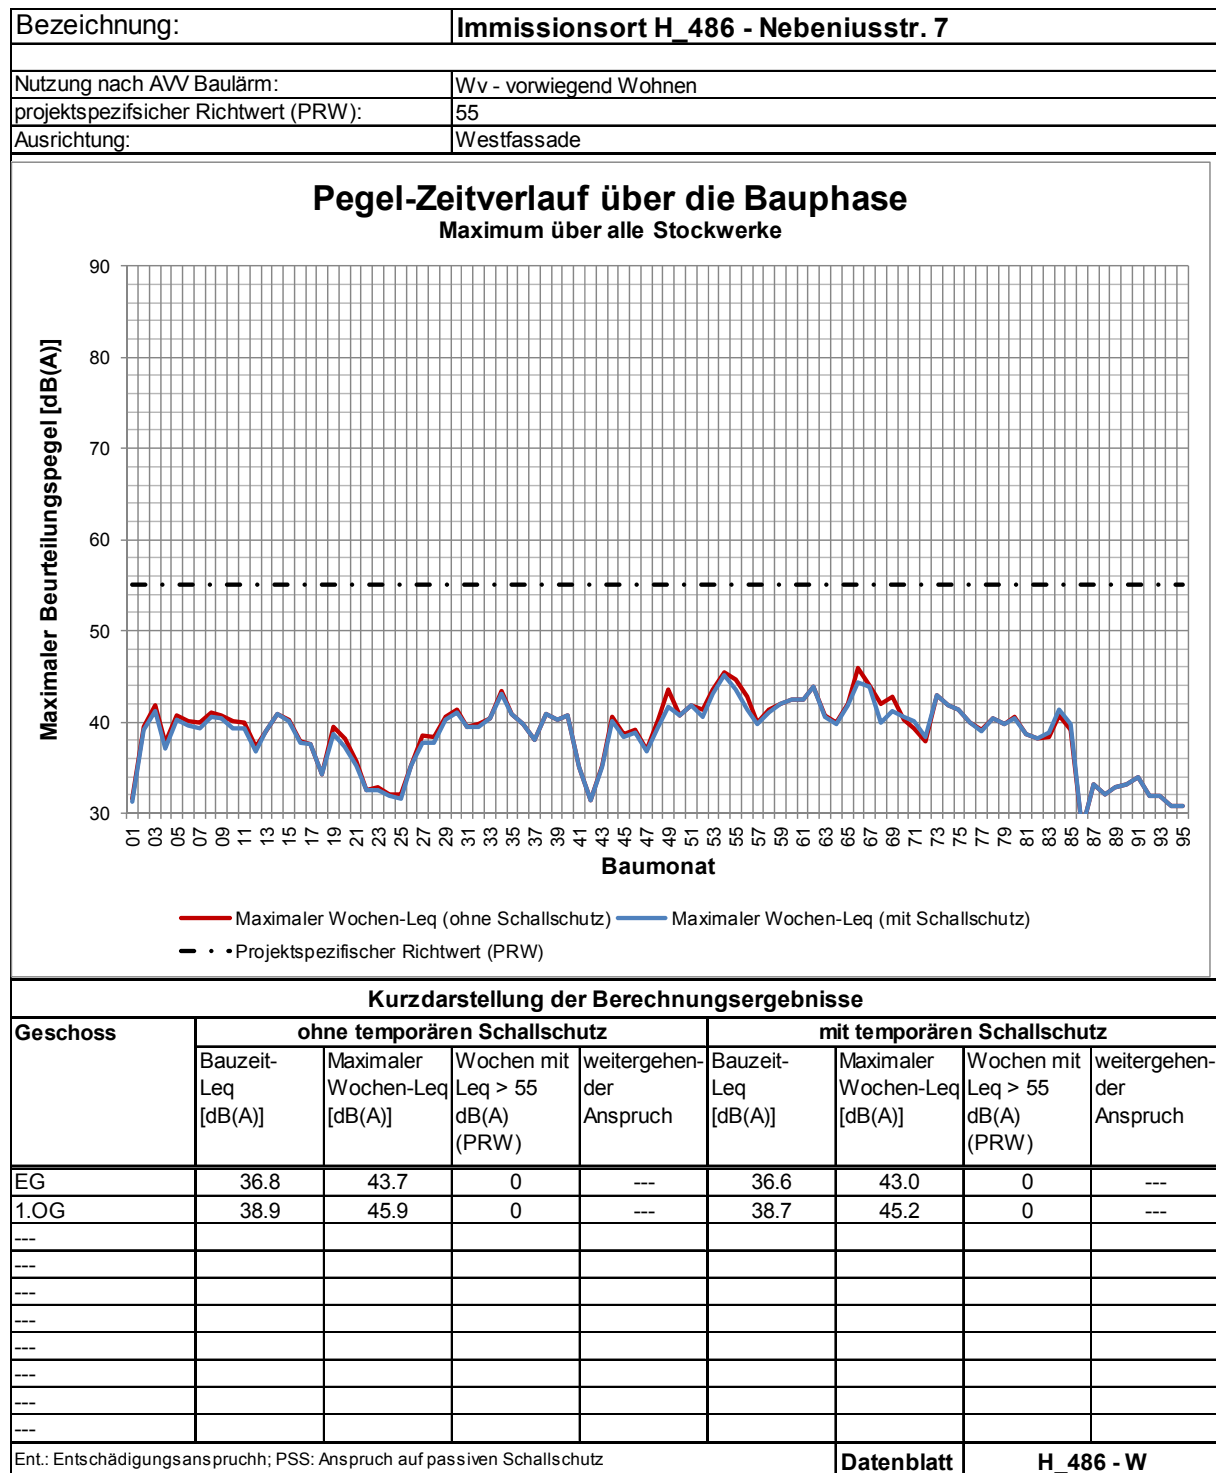 Bezeichnung: Immissionsort H_486 - Nebeniusstr. 7
Nutzung nach AVV Baulärm: Wv - vorwiegend Wohnen
projektspezifsicher Richtwert (PRW): 55
Ausrichtung: Westfassade
Pegel-Zeitverlauf über die Bauphase
Maximum über alle Stockwerke
Maximaler Beurteilungspegel [dB(A)]
90
80
70
60
50
40
30
01 03 05 07 09 11 13 15 17 19 21 23 25 27 29 31 33 35 37 39 41 43 45 47 49 51 53 55 57 59 61 63 65 67 69 71 73 75 77 79 81 83 85 87 89 91 93 95
Baumonat
Maximaler Wochen-Leq (ohne Schallschutz) Maximaler Wochen-Leq (mit Schallschutz)
Projektspezifischer Richtwert (PRW)
Kurzdarstellung der Berechnungsergebnisse
Geschoss ohne temporären Schallschutz mit temporären Schallschutz
Bauzeit- Maximaler Wochen mit weitergehen- Bauzeit- Maximaler Wochen mit weitergehen-
Leq Wochen-Leq Leq > 55 der Leq Wochen-Leq Leq > 55 der
[dB(A)] [dB(A)] dB(A) Anspruch [dB(A)] [dB(A)] dB(A) Anspruch
(PRW) (PRW)
EG 36.8 43.7 0 --- 36.6 43.0 0 ---
1.OG 38.9 45.9 0 --- 38.7 45.2 0 ---
---
---
---
---
---
---
---
---
Ent.: Entschädigungsanspruchh; PSS: Anspruch auf passiven Schallschutz Datenblatt H_486 - W